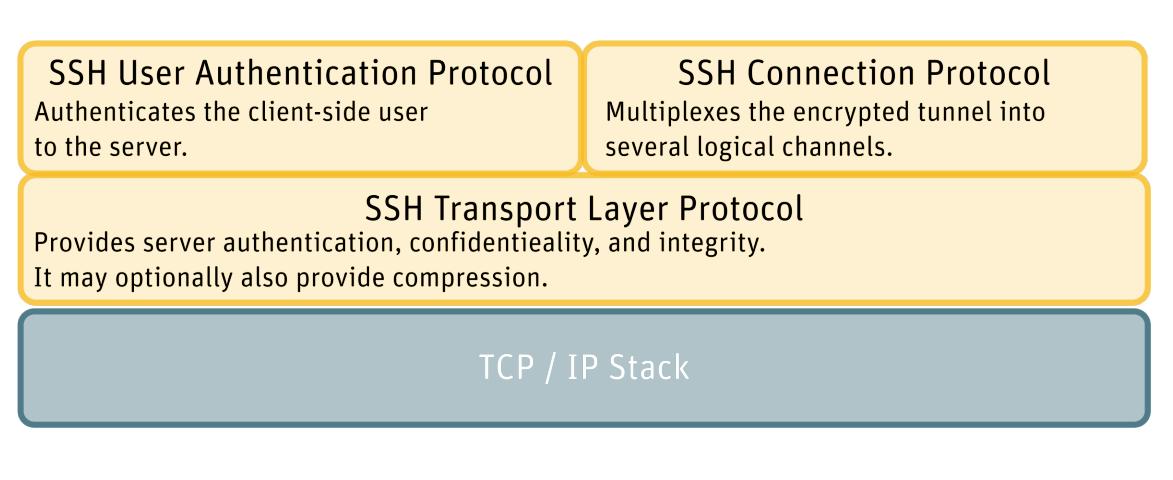 SSH User Authentication Protocol
Authenticates the client-side user
to the server.
SSH Connection Protocol
Multiplexes the encrypted tunnel into
several logical channels.
SSH Transport Layer Protocol
Provides server authentication, confidentieality, and integrity.
It may optionally also provide compression.
TCP / IP Stack